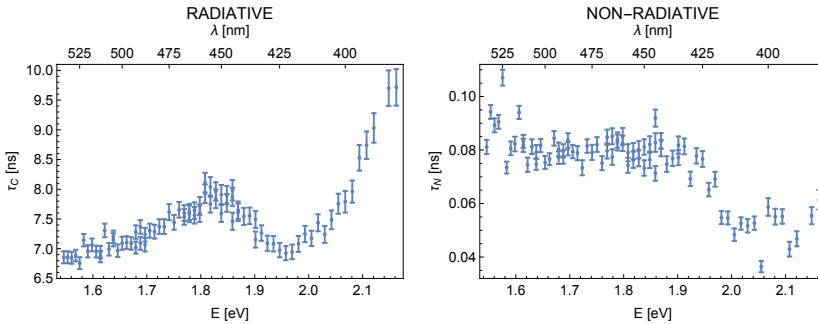 RADIATIVE
λ [nm]
525 500 475 450 425 400
10.0
9.5
9.0
8.5
8.0
7.5
7.0
6.5
τC [ns]
1.6 1.7 1.8 1.9 2.0 2.1
E [eV]
NON-RADIATIVE
λ [nm]
525 500 475 450 425 400
0.10
0.08
0.06
0.04
τN [ns]
1.6 1.7 1.8 1.9 2.0 2.1
E [eV]